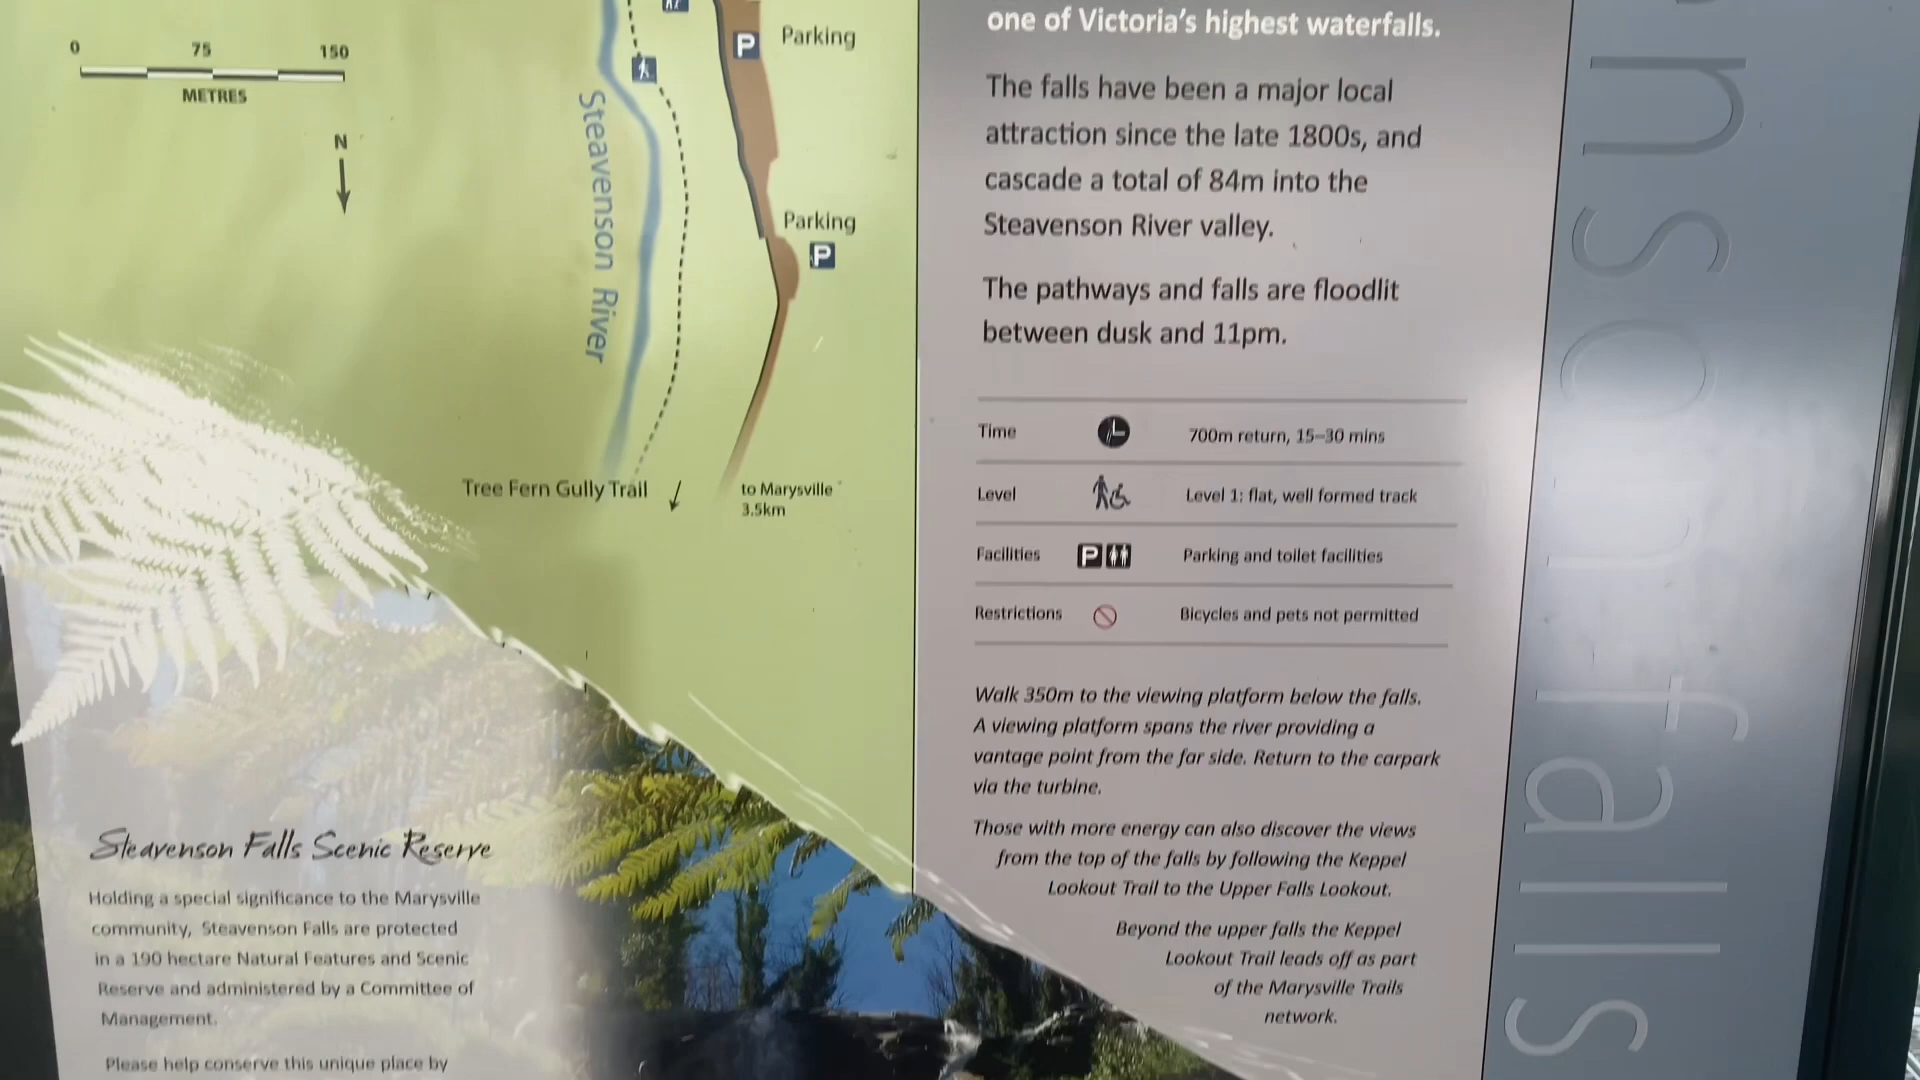 0 75 150
METRES
N
P
Parking
Parking
P
Steavenson River
Tree Fern Gully Trail
to Marysville
3.5km
Steavenson Falls Scenic Reserve
Holding a special significance to the Marysville
community, Steavenson Falls are protected
in a 190 hectare Natural Features and Scenic
Reserve and administered by a Committee of
Management.
Please help conserve this unique place by
one of Victoria's highest waterfalls.
The falls have been a major local
attraction since the late 1800s, and
cascade a total of 84m into the
Steavenson River valley.
The pathways and falls are floodlit
between dusk and 11pm.
Time 700m return, 15–30 mins
Level Level 1: flat, well formed track
Facilities P Parking and toilet facilities
Restrictions Bicycles and pets not permitted
Walk 350m to the viewing platform below the falls.
A viewing platform spans the river providing a
vantage point from the far side. Return to the carpark
via the turbine.
Those with more energy can also discover the views
from the top of the falls by following the Keppel
Lookout Trail to the Upper Falls Lookout.
Beyond the upper falls the Keppel
Lookout Trail leads off as part
of the Marysville Trails
network.
nson falls